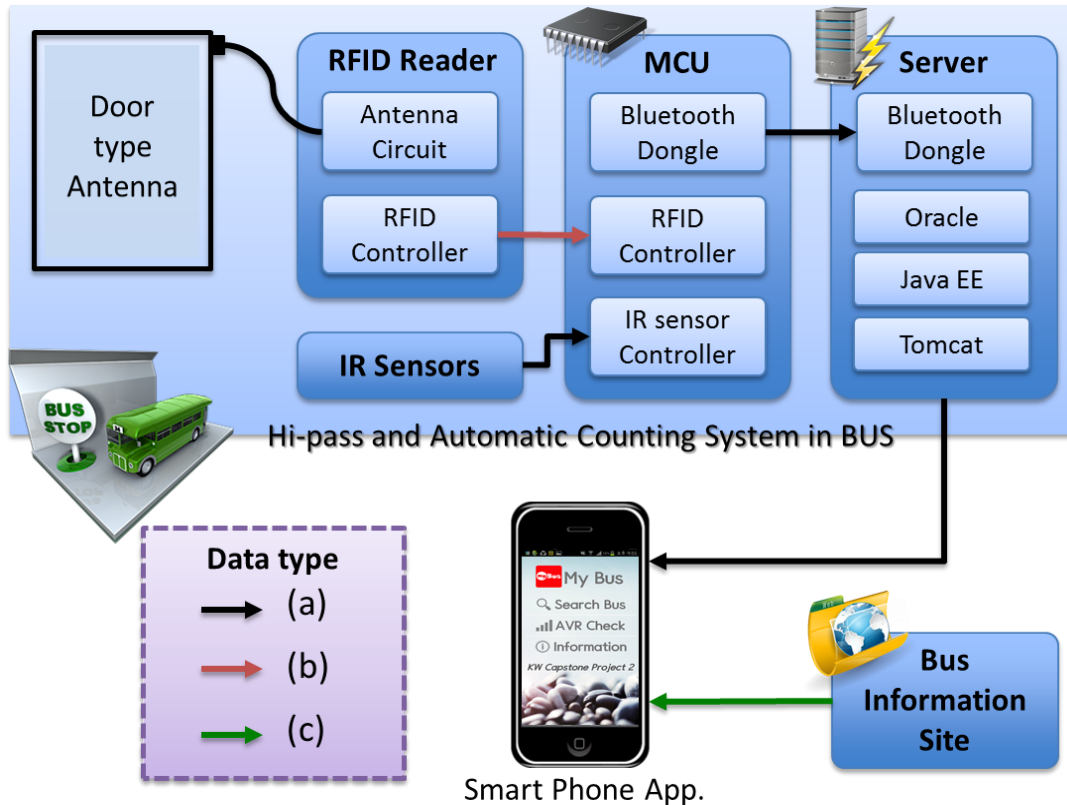 Door
type
Antenna
RFID Reader
Antenna
Circuit
RFID
Controller
IR Sensors
MCU
Bluetooth
Dongle
RFID
Controller
IR sensor
Controller
Server
Bluetooth
Dongle
Oracle
Java EE
Tomcat
BUS
STOP
Hi-pass and Automatic Counting System in BUS
Data type
(a)
(b)
(c)
My Bus
Search Bus
AVR Check
Information
KW Capstone Project 2
Smart Phone App.
Bus
Information
Site